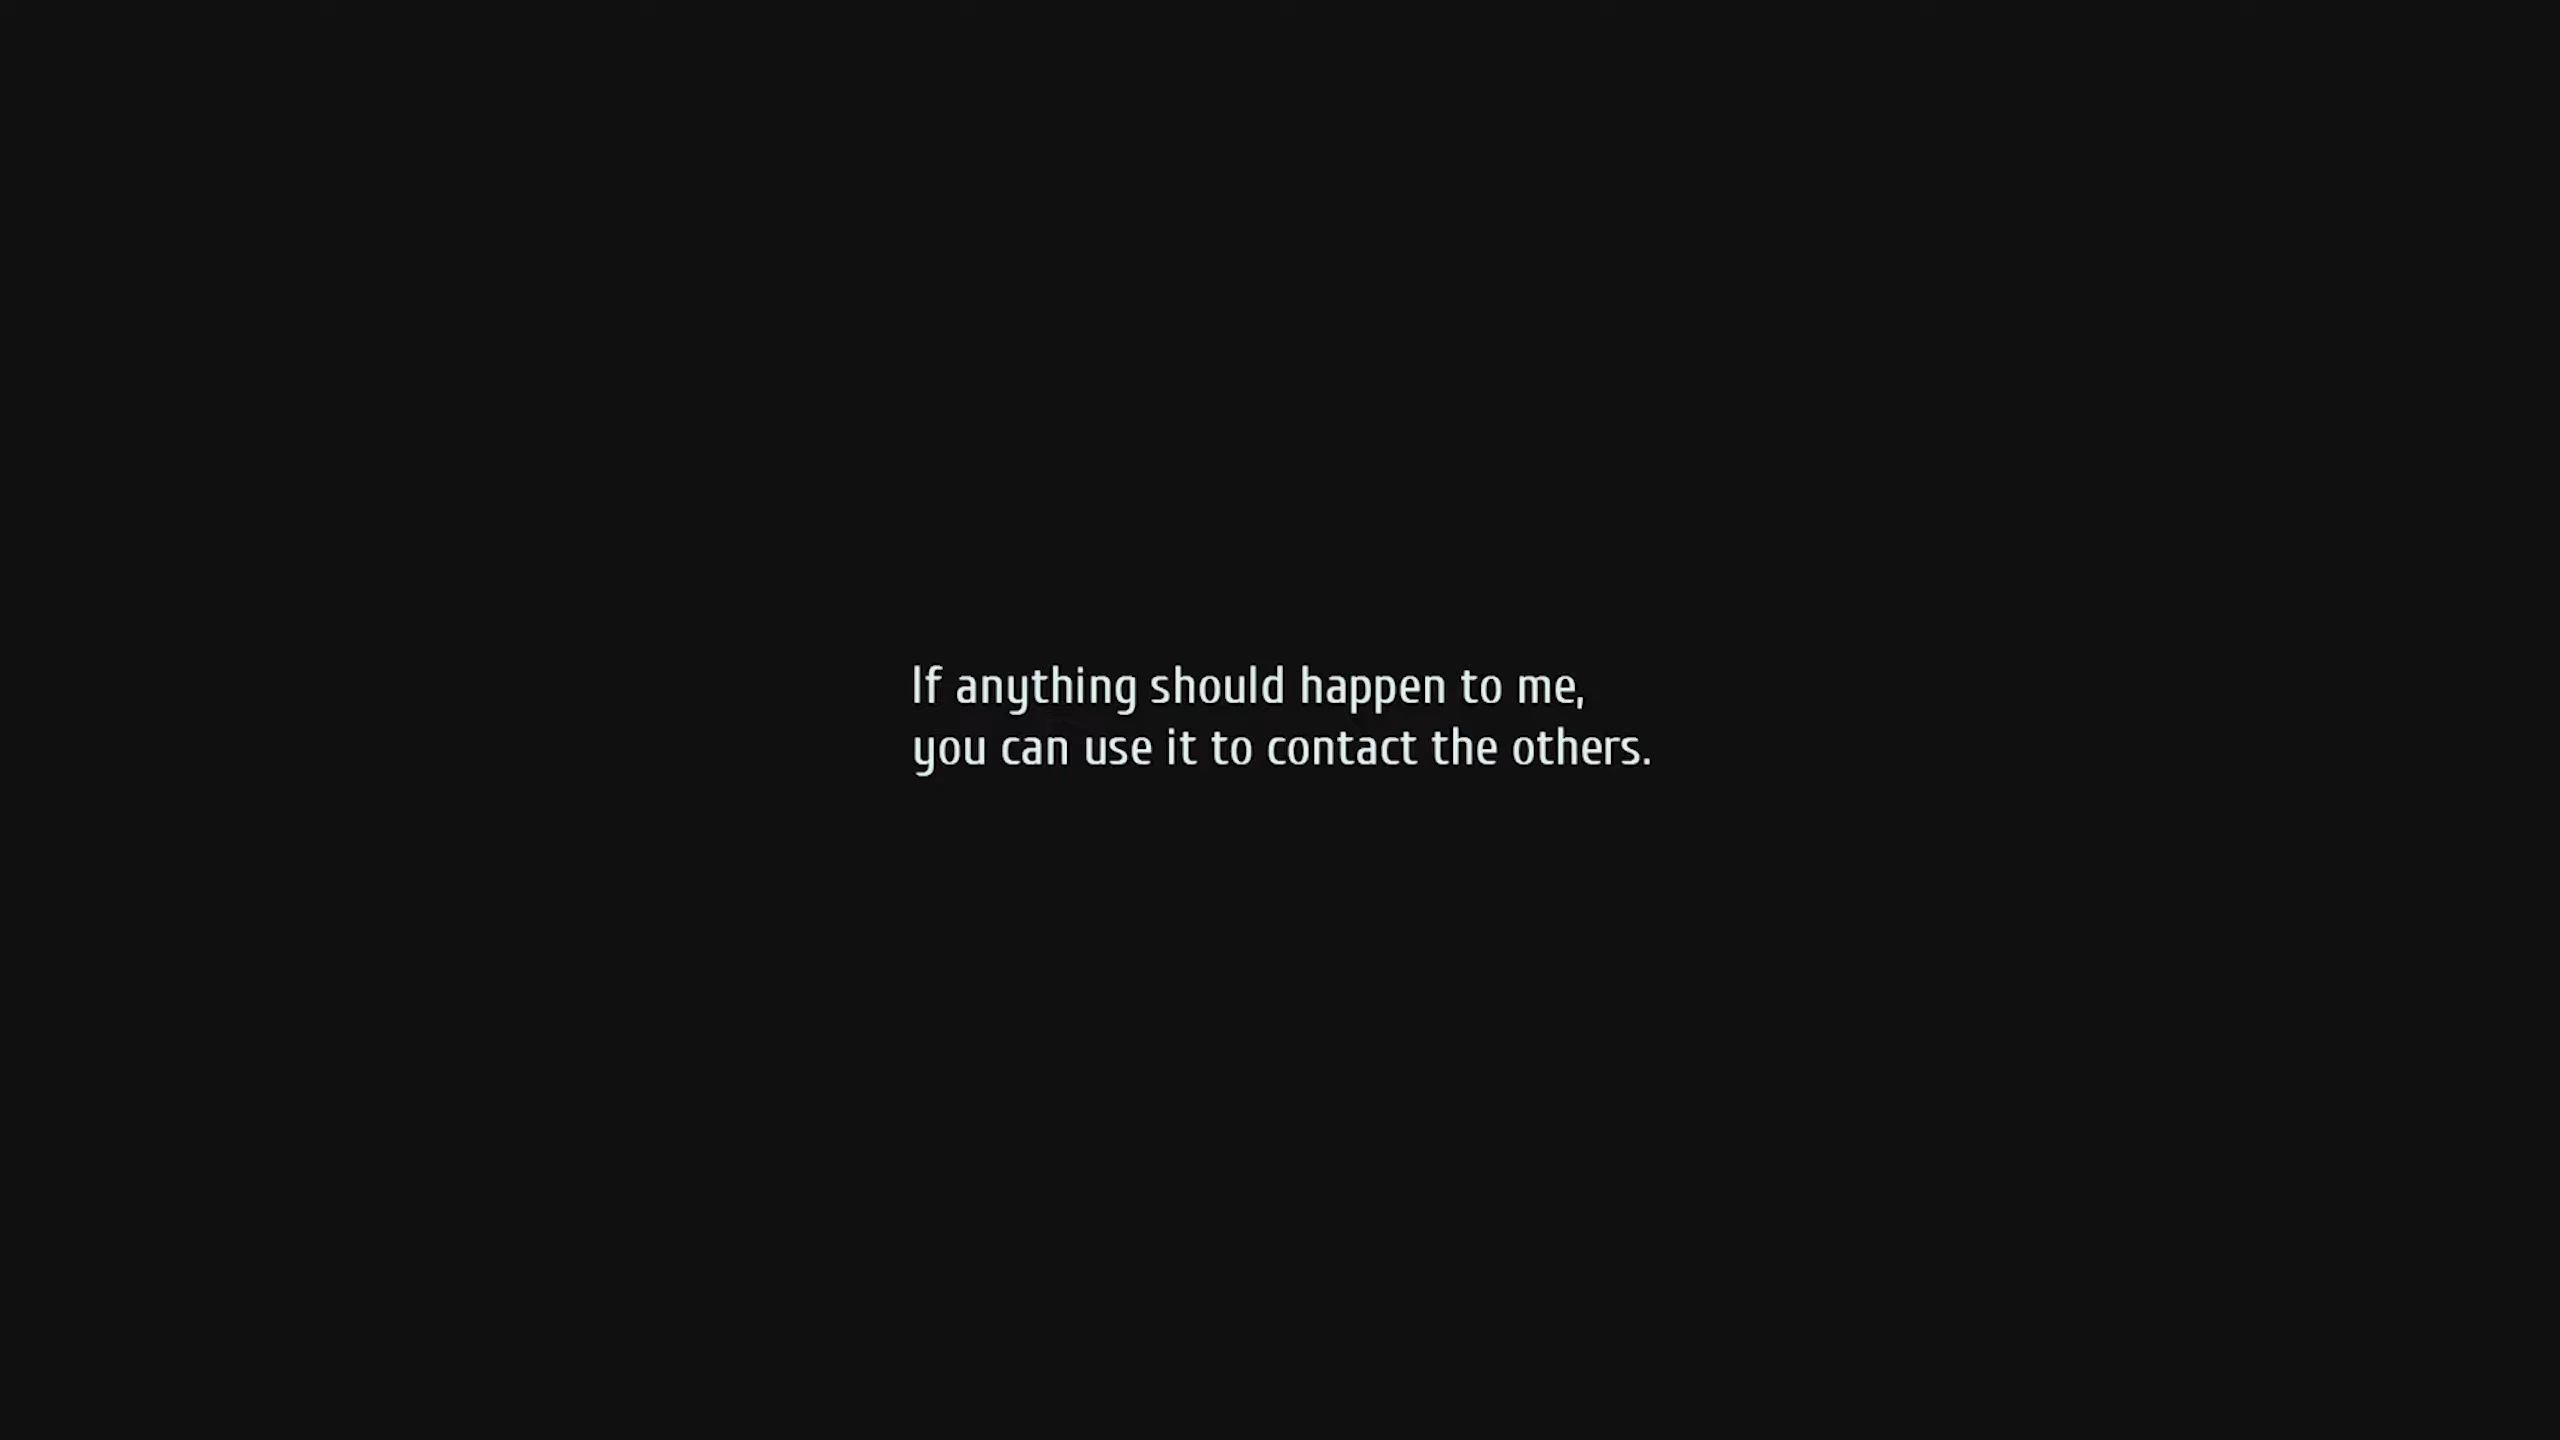 If anything should happen to me,
you can use it to contact the others.